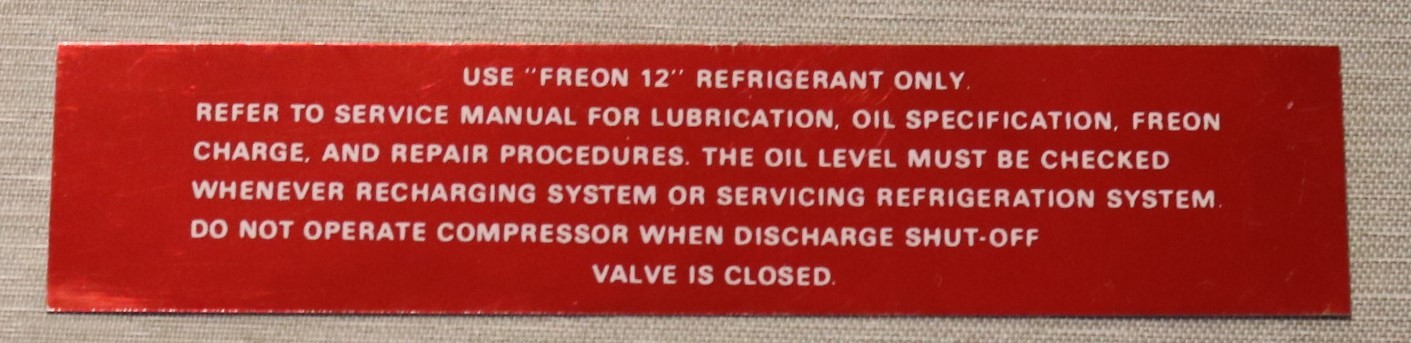 USE "FREON 12" REFRIGERANT ONLY.
REFER TO SERVICE MANUAL FOR LUBRICATION, OIL SPECIFICATION, FREON
CHARGE, AND REPAIR PROCEDURES. THE OIL LEVEL MUST BE CHECKED
WHENEVER RECHARGING SYSTEM OR SERVICING REFRIGERATION SYSTEM.
DO NOT OPERATE COMPRESSOR WHEN DISCHARGE SHUT-OFF
VALVE IS CLOSED.